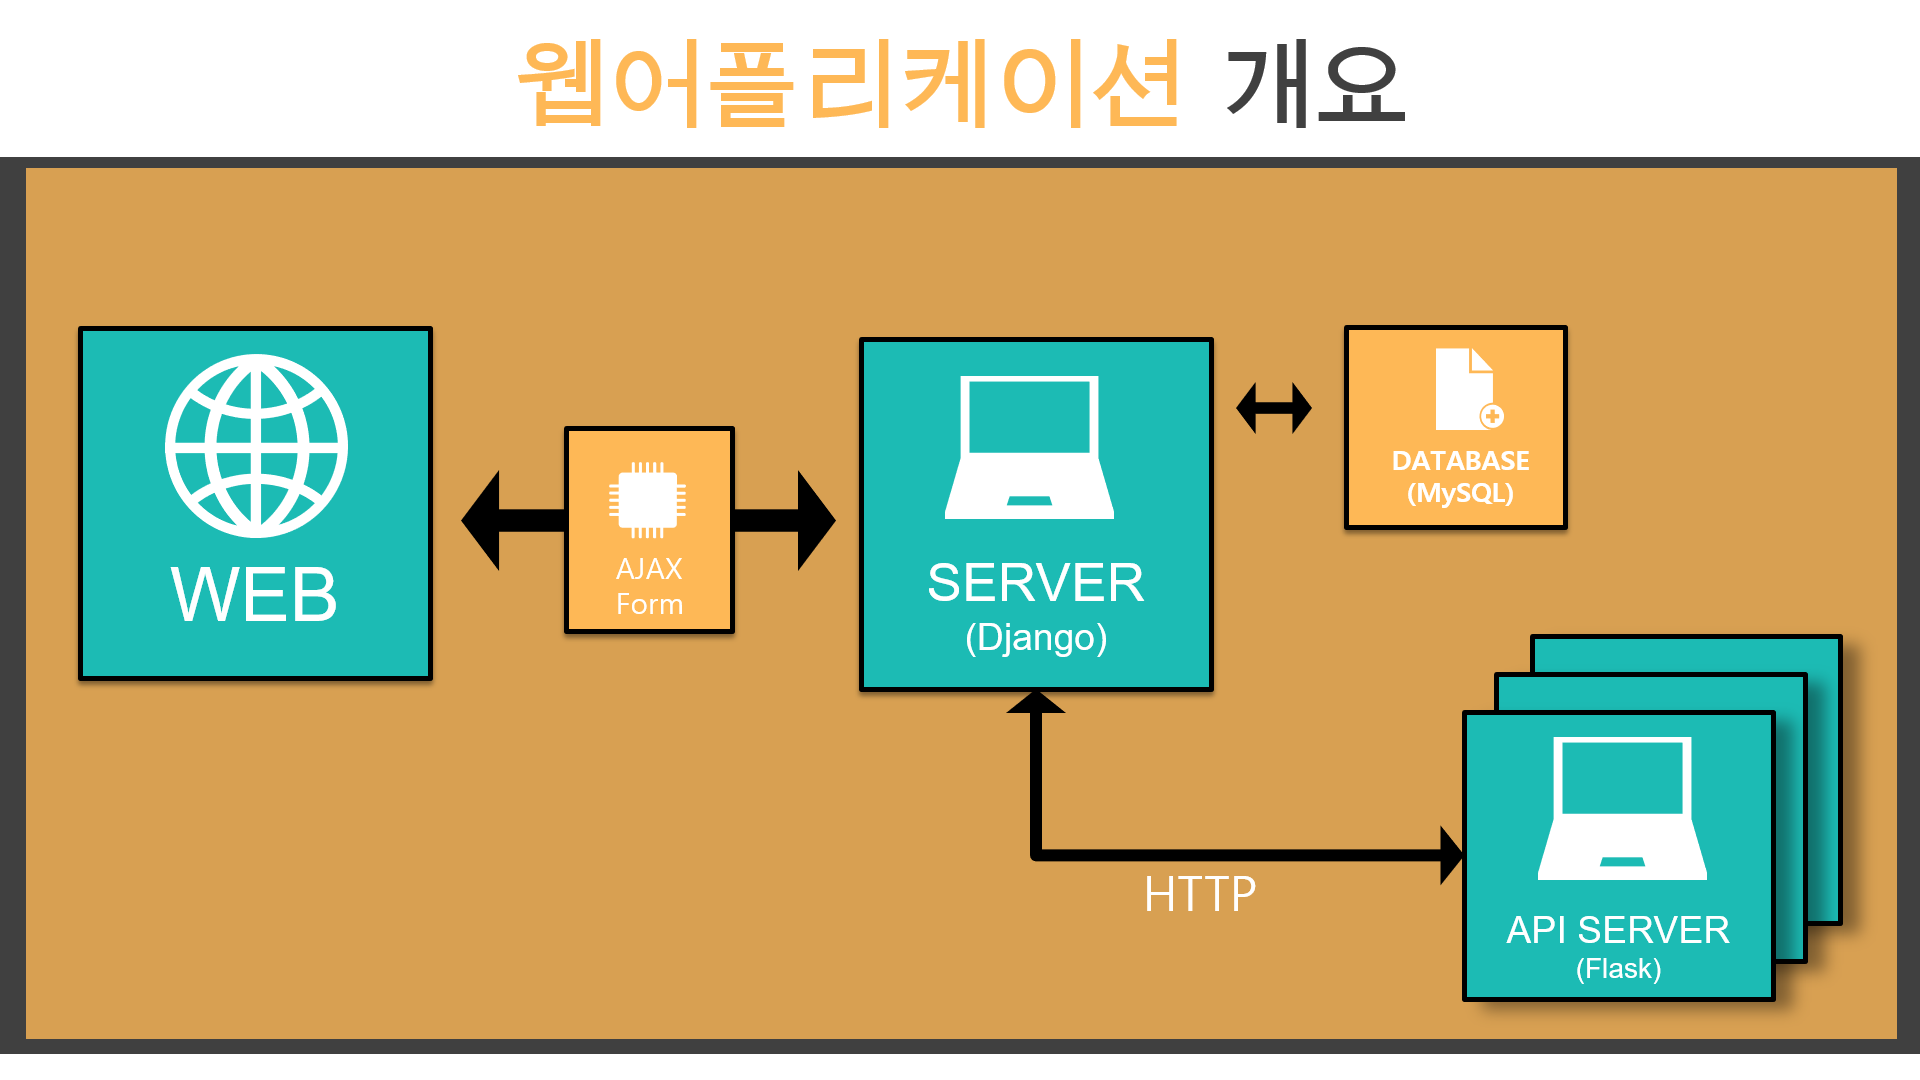 웹어플리케이션 개요
WEB
AJAX
Form
SERVER
(Django)
DATABASE
(MySQL)
HTTP
API SERVER
(Flask)